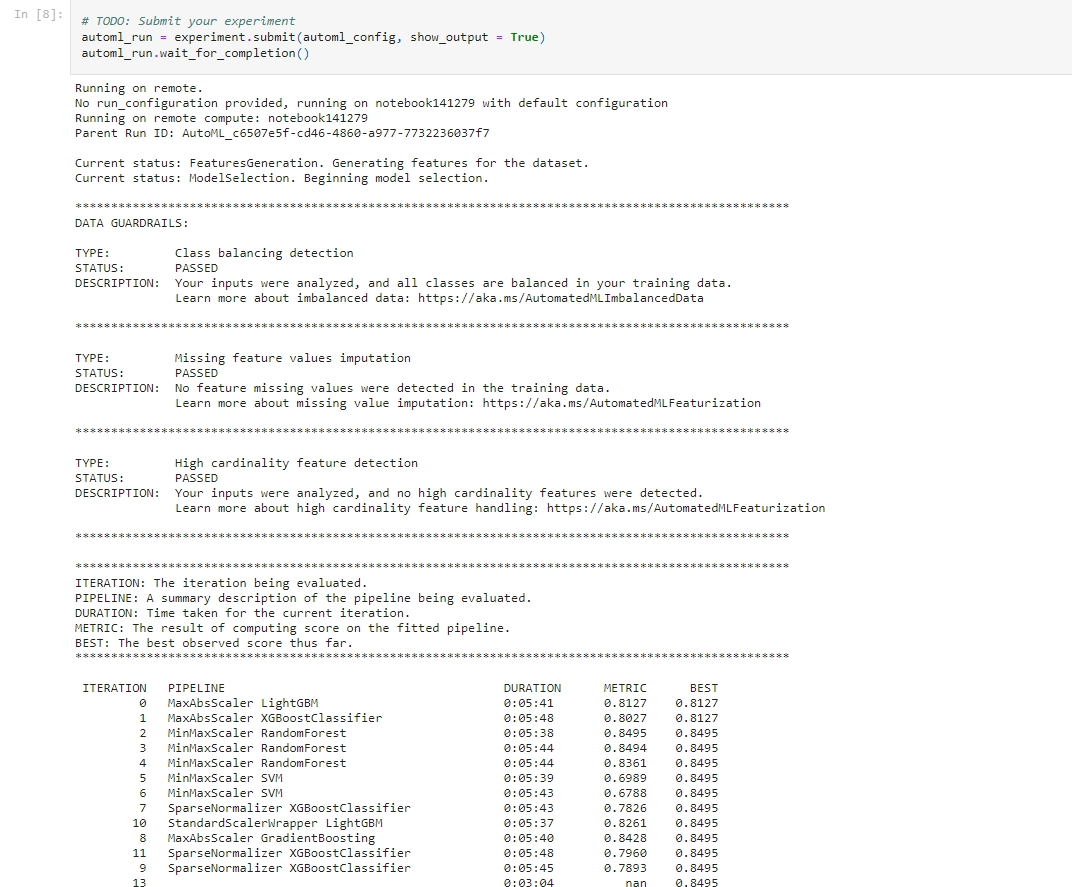 In [8]:
# TODO: Submit your experiment
automl_run = experiment.submit(automl_config, show_output = True)
automl_run.wait_for_completion()
Running on remote.
No run_configuration provided, running on notebook141279 with default configuration
Running on remote compute: notebook141279
Parent Run ID: AutoML_c6507e5f-cd46-4860-a977-7732236037f7
Current status: FeaturesGeneration. Generating features for the dataset.
Current status: ModelSelection. Beginning model selection.
****************************************************************************************************
DATA GUARDRAILS:
TYPE: Class balancing detection
STATUS: PASSED
DESCRIPTION: Your inputs were analyzed, and all classes are balanced in your training data.
Learn more about imbalanced data: https://aka.ms/AutomatedMLImbalancedData
****************************************************************************************************
TYPE: Missing feature values imputation
STATUS: PASSED
DESCRIPTION: No feature missing values were detected in the training data.
Learn more about missing value imputation: https://aka.ms/AutomatedMLFeaturization
****************************************************************************************************
TYPE: High cardinality feature detection
STATUS: PASSED
DESCRIPTION: Your inputs were analyzed, and no high cardinality features were detected.
Learn more about high cardinality feature handling: https://aka.ms/AutomatedMLFeaturization
****************************************************************************************************
****************************************************************************************************
ITERATION: The iteration being evaluated.
PIPELINE: A summary description of the pipeline being evaluated.
DURATION: Time taken for the current iteration.
METRIC: The result of computing score on the fitted pipeline.
BEST: The best observed score thus far.
****************************************************************************************************
ITERATION PIPELINE DURATION METRIC BEST
0 MaxAbsScaler LightGBM 0:05:41 0.8127 0.8127
1 MaxAbsScaler XGBoostClassifier 0:05:48 0.8027 0.8127
2 MinMaxScaler RandomForest 0:05:38 0.8495 0.8495
3 MinMaxScaler RandomForest 0:05:44 0.8494 0.8495
4 MinMaxScaler RandomForest 0:05:44 0.8361 0.8495
5 MinMaxScaler SVM 0:05:39 0.6989 0.8495
6 MinMaxScaler SVM 0:05:43 0.6788 0.8495
7 SparseNormalizer XGBoostClassifier 0:05:43 0.7826 0.8495
10 StandardScalerWrapper LightGBM 0:05:37 0.8261 0.8495
8 MaxAbsScaler GradientBoosting 0:05:40 0.8428 0.8495
11 SparseNormalizer XGBoostClassifier 0:05:48 0.7960 0.8495
9 SparseNormalizer XGBoostClassifier 0:05:45 0.7893 0.8495
13 0:03:04 nan 0.8495